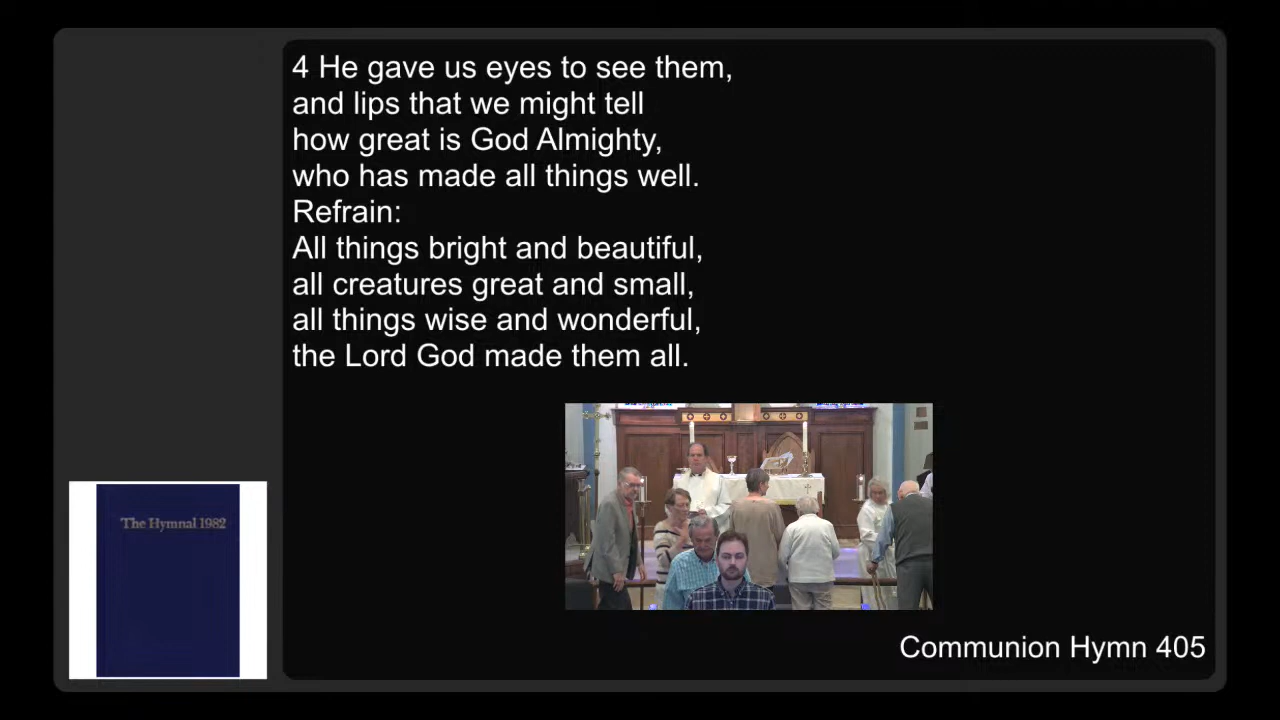 4 He gave us eyes to see them,
and lips that we might tell
how great is God Almighty,
who has made all things well.
Refrain:
All things bright and beautiful,
all creatures great and small,
all things wise and wonderful,
the Lord God made them all.
The Hymnal 1982
Communion Hymn 405